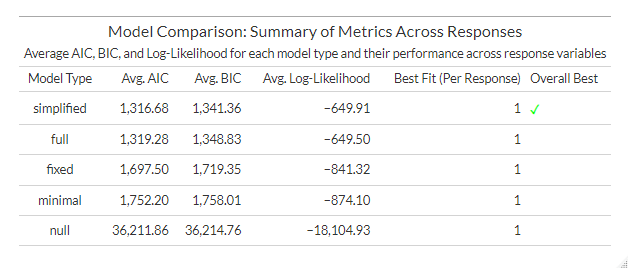 Model Comparison: Summary of Metrics Across Responses
Average AIC, BIC, and Log-Likelihood for each model type and their performance across response variables
Model Type Avg. AIC Avg. BIC Avg. Log-Likelihood Best Fit (Per Response) Overall Best
simplified 1,316.68 1,341.36 −649.91 1 ✓
full 1,319.28 1,348.83 −649.50 1
fixed 1,697.50 1,719.35 −841.32 1
minimal 1,752.20 1,758.01 −874.10 1
null 36,211.86 36,214.76 −18,104.93 1